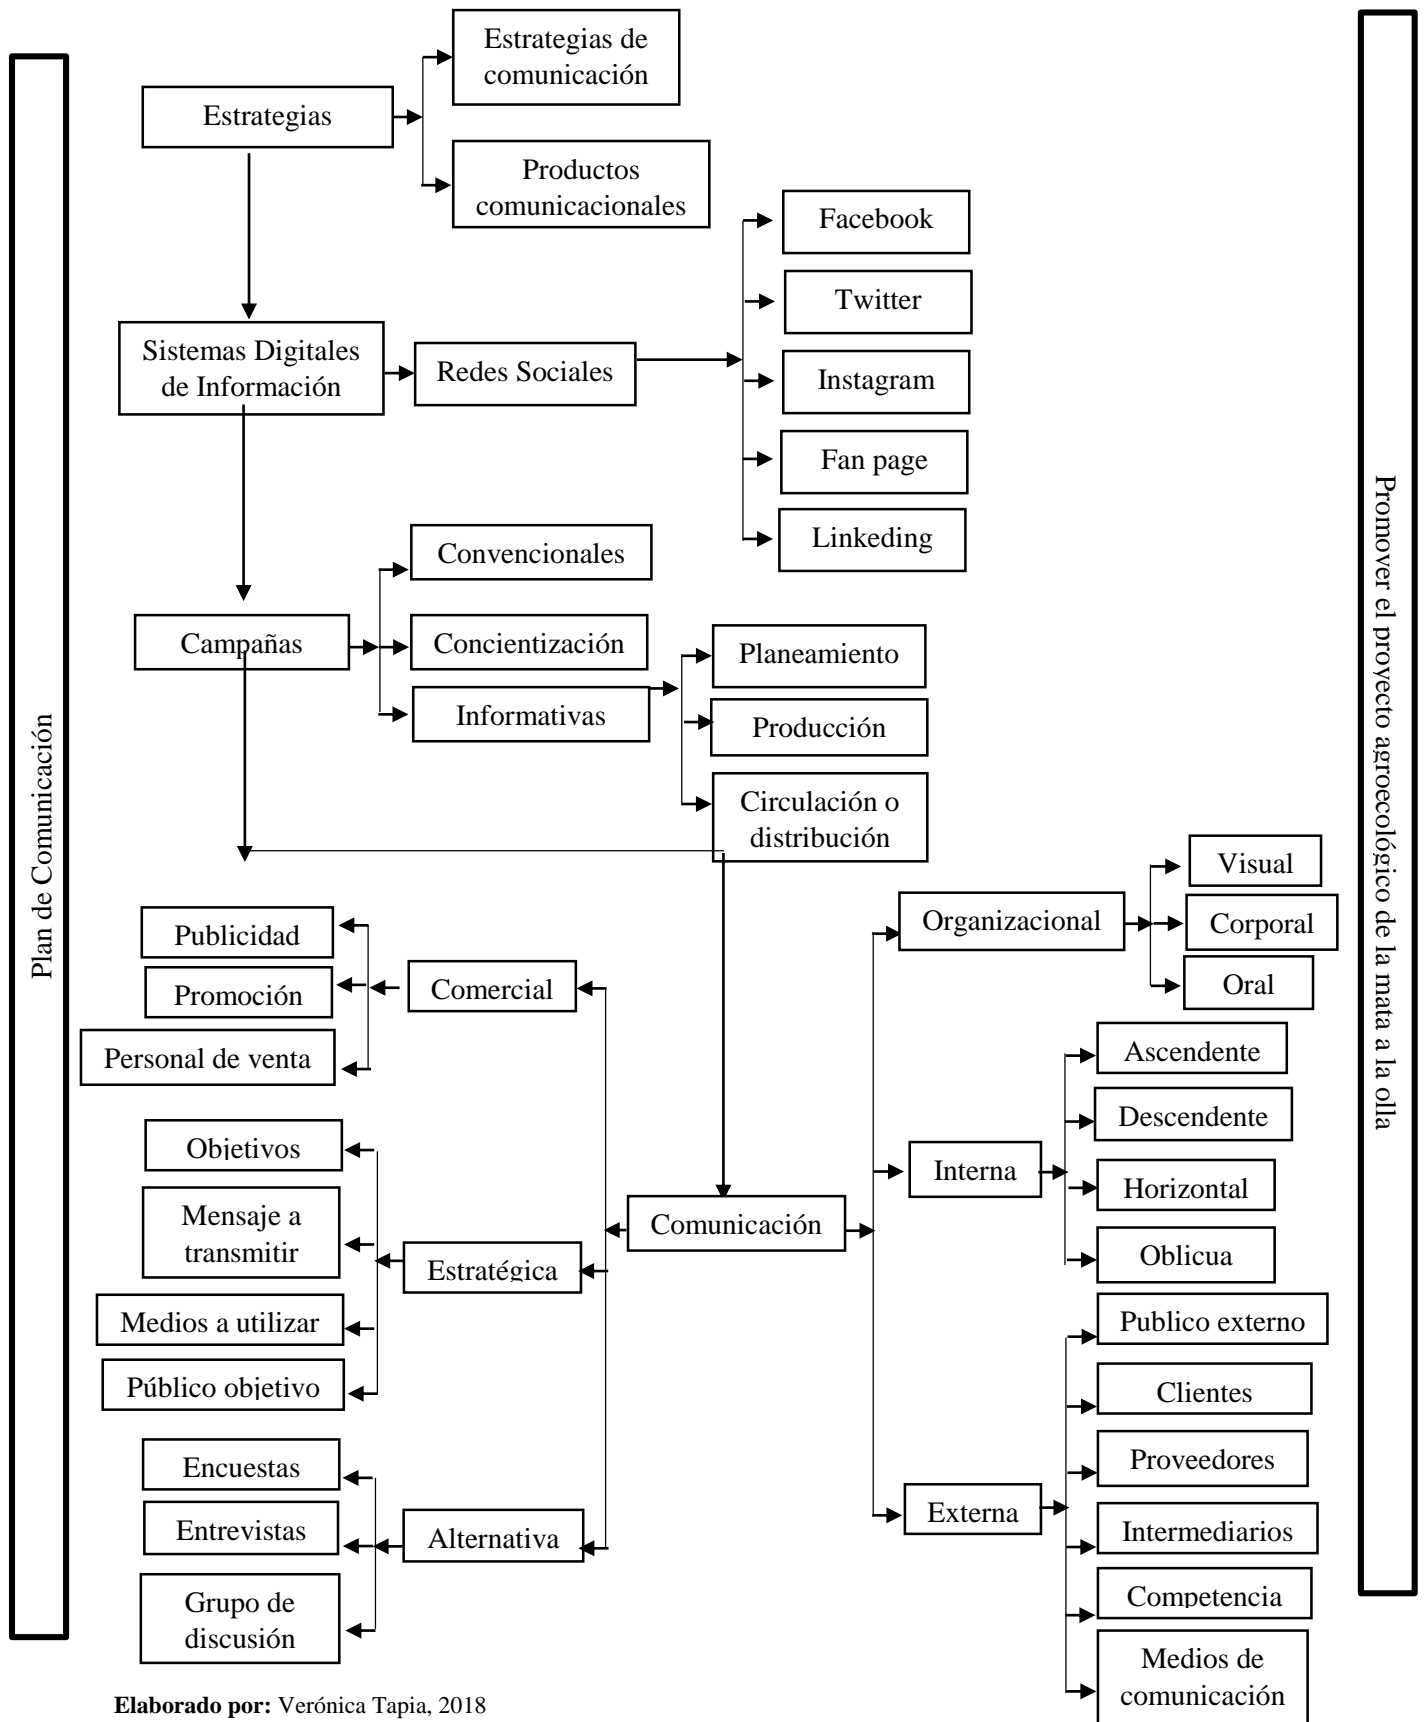 Plan de Comunicación
Estrategias
Estrategias de
comunicación
Productos
comunicacionales
Sistemas Digitales
de Información
Redes Sociales
Facebook
Twitter
Instagram
Fan page
Linkeding
Campañas
Convencionales
Concientización
Informativas
Planeamiento
Producción
Circulación o
distribución
Comunicación
Comercial
Publicidad
Promoción
Personal de venta
Estratégica
Objetivos
Mensaje a
transmitir
Medios a utilizar
Público objetivo
Alternativa
Encuestas
Entrevistas
Grupo de
discusión
Organizacional
Visual
Corporal
Oral
Interna
Ascendente
Descendente
Horizontal
Oblicua
Externa
Publico externo
Clientes
Proveedores
Intermediarios
Competencia
Medios de
comunicación
Promover el proyecto agroecológico de la mata a la olla
Elaborado por: Verónica Tapia, 2018